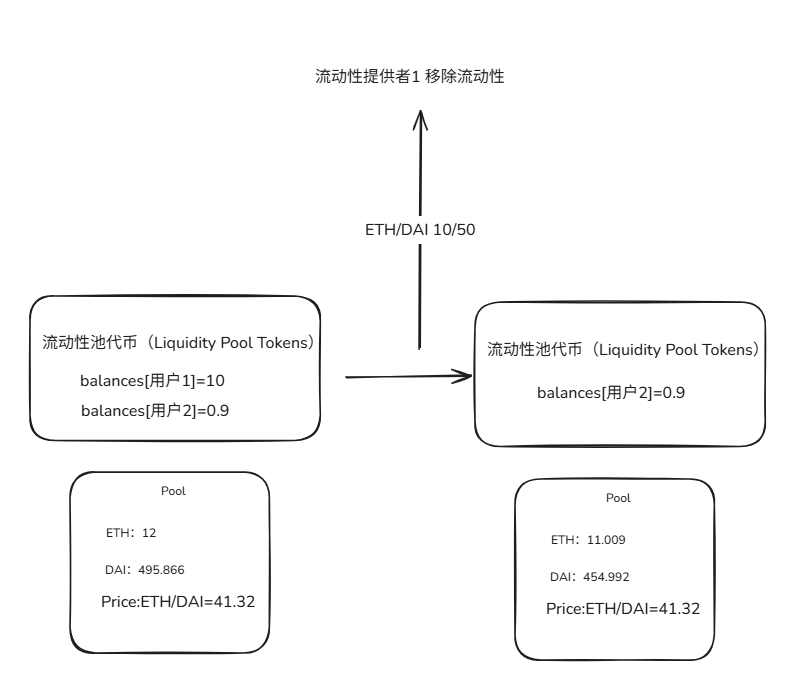 流动性提供者1 移除流动性
ETH/DAI 10/50
流动性池代币（Liquidity Pool Tokens）
balances[用户1]=10
balances[用户2]=0.9
流动性池代币（Liquidity Pool Tokens）
balances[用户2]=0.9
Pool
ETH：12
DAI：495.866
Price:ETH/DAI=41.32
Pool
ETH：11.009
DAI：454.992
Price:ETH/DAI=41.32